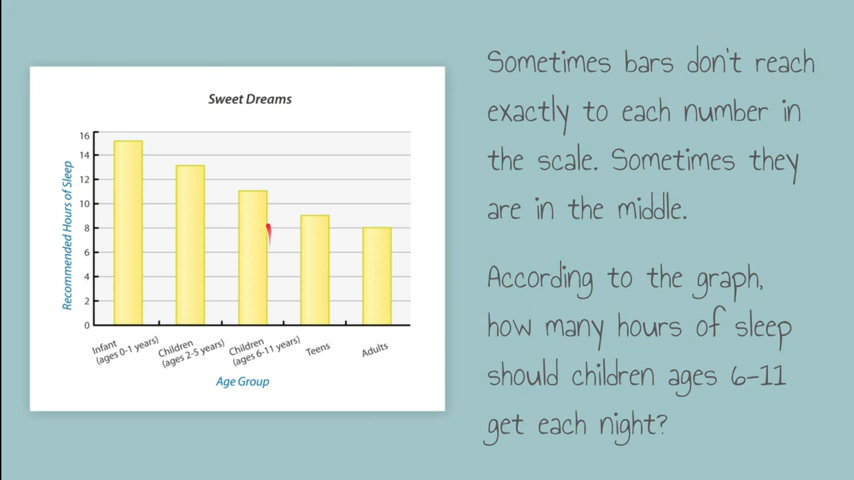 Sweet Dreams
Recommended Hours of Sleep
16
14
12
10
8
6
4
2
0
Infant
(ages 0-1 years)
Children
(ages 2-5 years)
Children
(ages 6-11 years)
Teens
Adults
Age Group
Sometimes bars don't reach
exactly to each number in
the scale. Sometimes they
are in the middle.
According to the graph,
how many hours of sleep
should children ages 6-11
get each night?